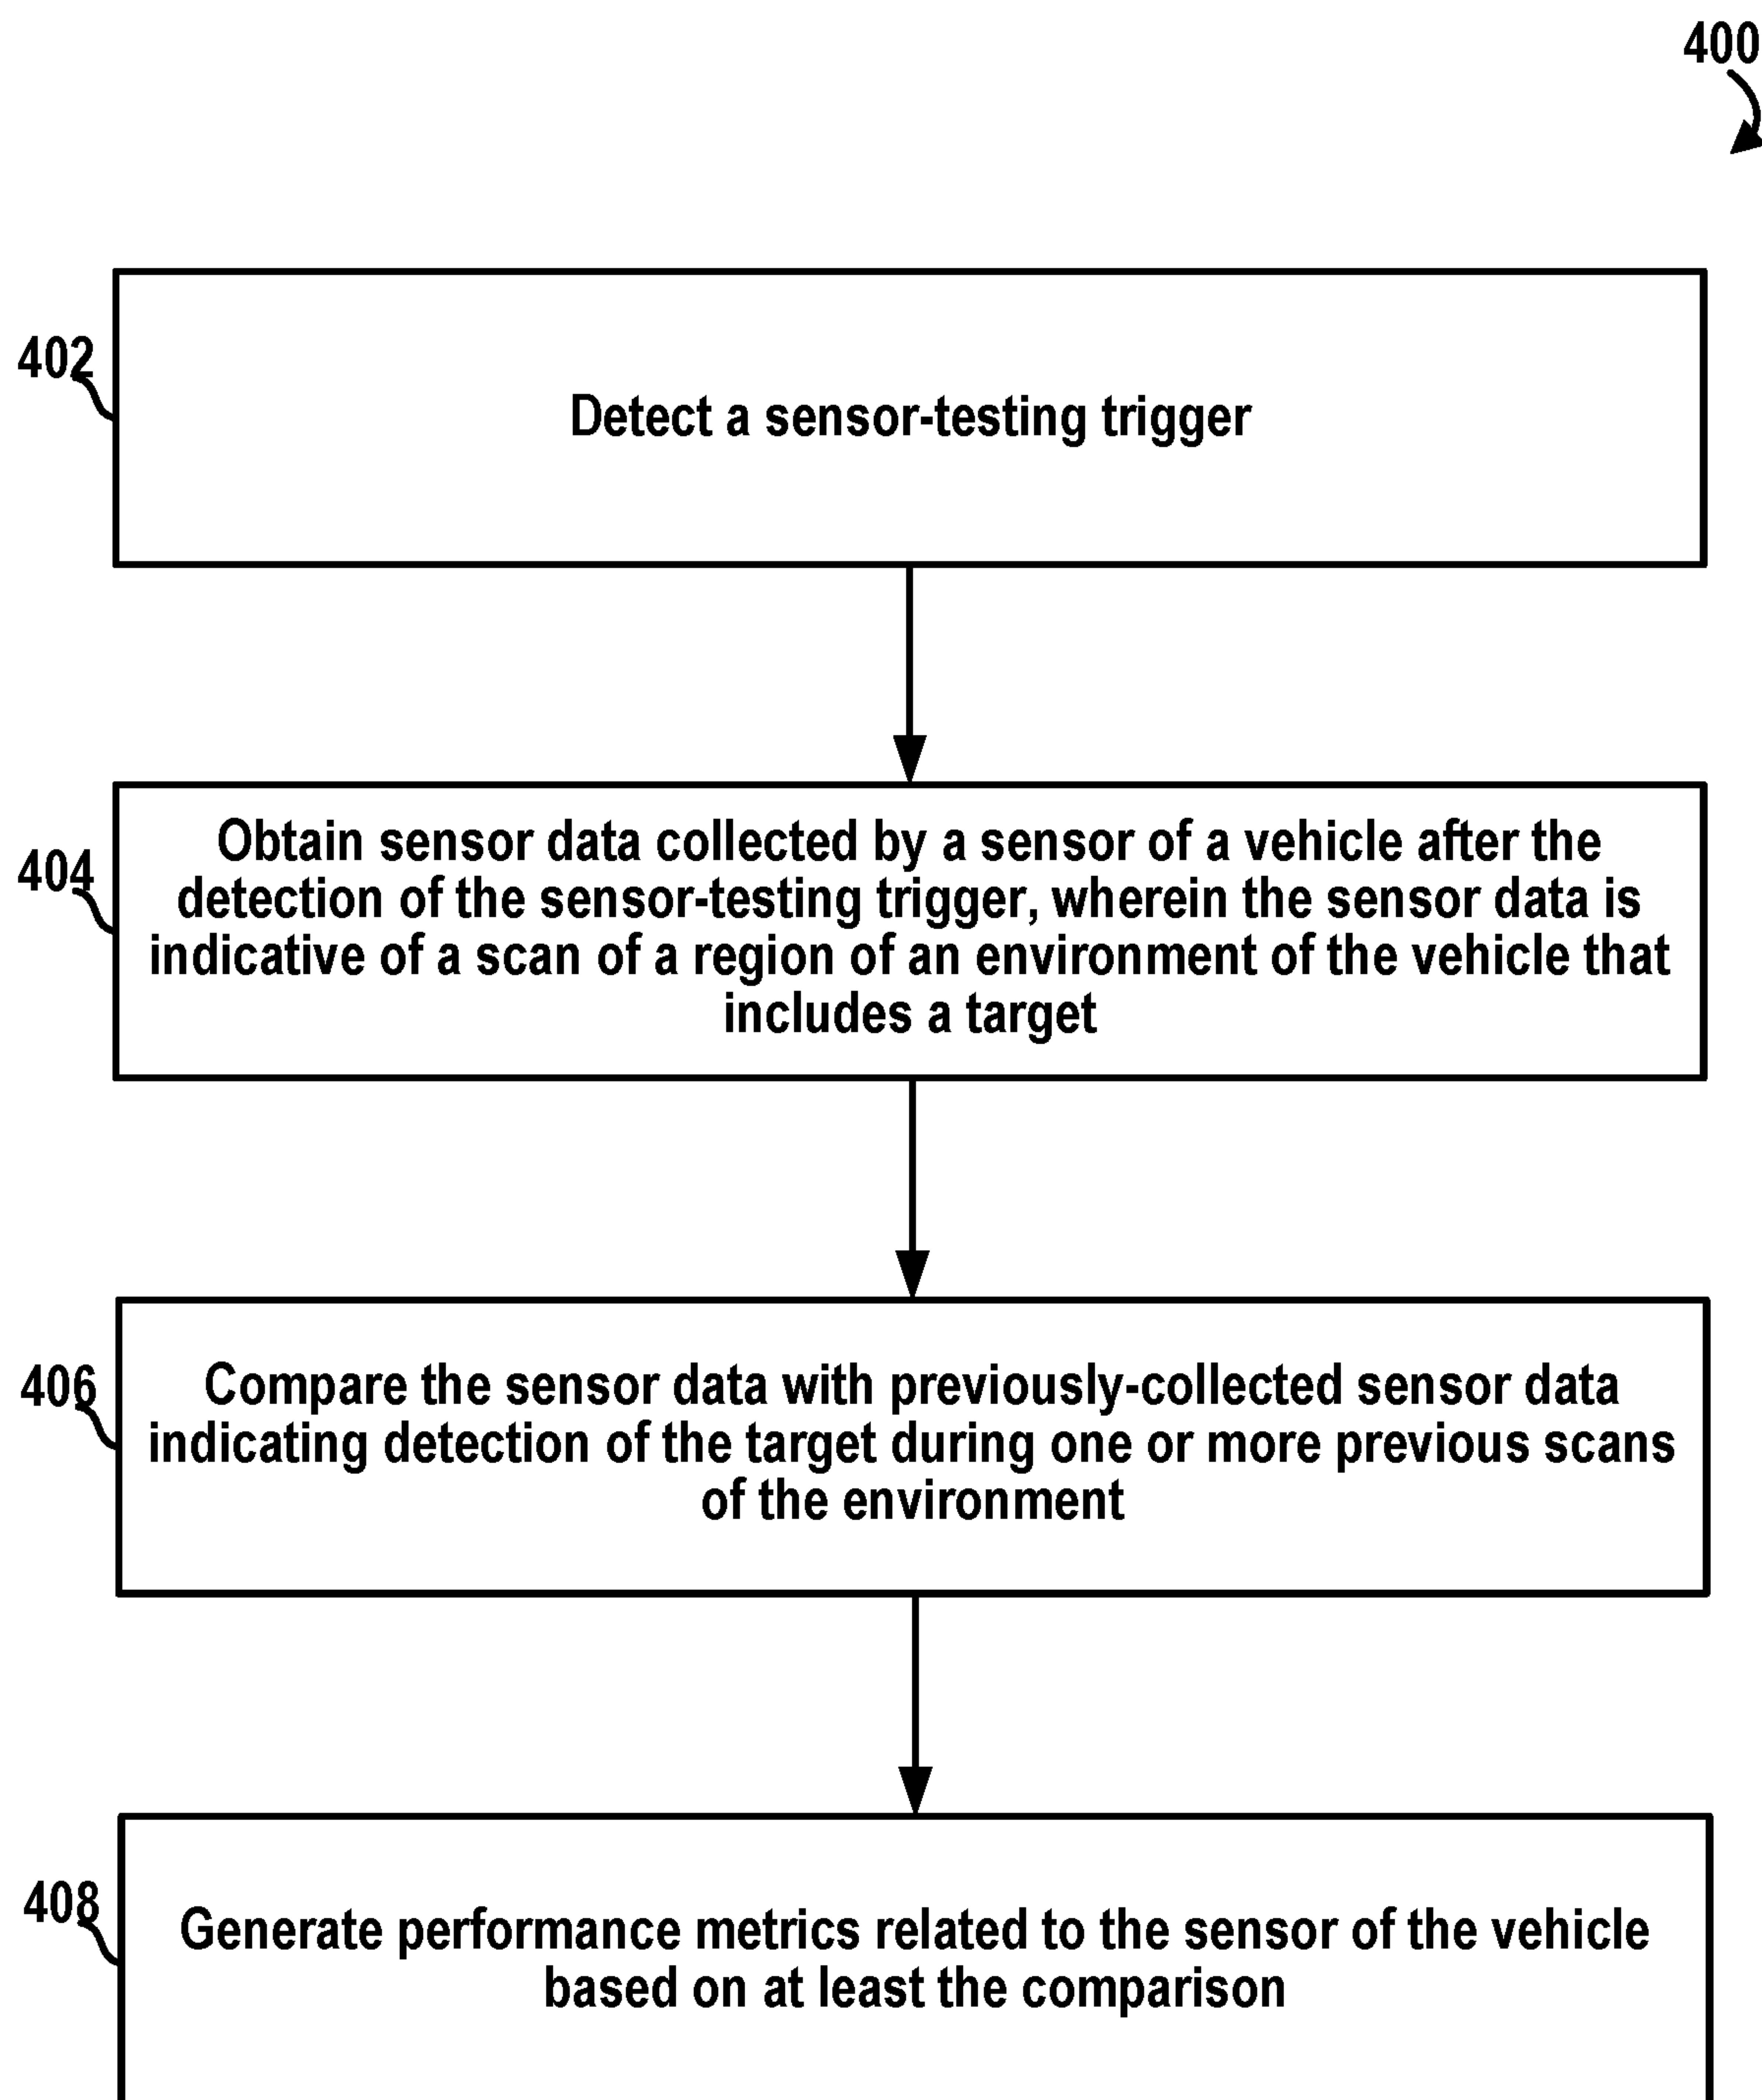 400
402
Detect a sensor-testing trigger
404
Obtain sensor data collected by a sensor of a vehicle after the
detection of the sensor-testing trigger, wherein the sensor data is
indicative of a scan of a region of an environment of the vehicle that
includes a target
406
Compare the sensor data with previously-collected sensor data
indicating detection of the target during one or more previous scans
of the environment
408
Generate performance metrics related to the sensor of the vehicle
based on at least the comparison